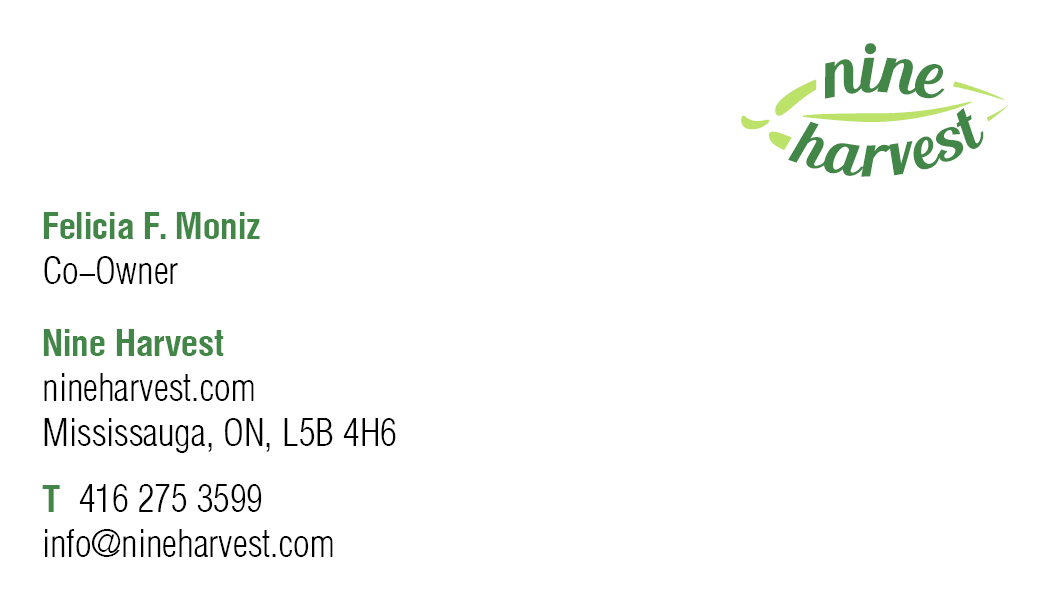 nine
harvest
Felicia F. Moniz
Co–Owner
Nine Harvest
nineharvest.com
Mississauga, ON, L5B 4H6
T 416 275 3599
info@nineharvest.com